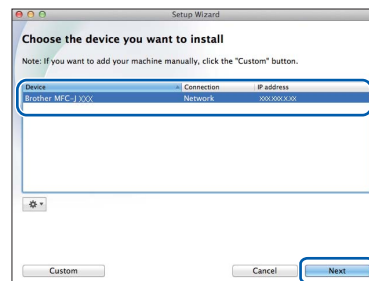 Setup Wizard
Choose the device you want to install
Note: If you want to add your machine manually, click the "Custom" button.
Device Connection IP address
Brother MFC-J XXX Network XXX.XXX.X.XX
Custom Cancel Next